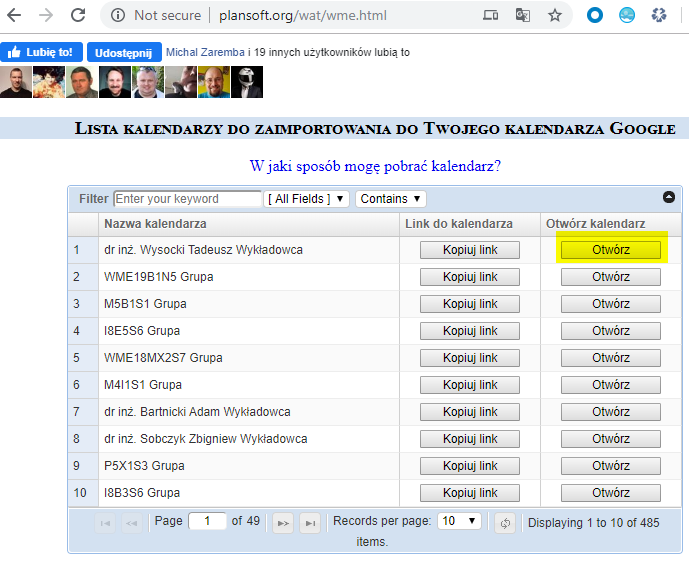 Not secure | plansoft.org/wat/wme.html
Lubię to! Udostępnij Michal Zaremba i 19 innych użytkowników lubią to
Lista kalendarzy do zaimportowania do Twojego kalendarza Google
W jaki sposób mogę pobrać kalendarz?
Filter Enter your keyword [ All Fields ] Contains
Nazwa kalendarza Link do kalendarza Otwórz kalendarz
1 dr inż. Wysocki Tadeusz Wykładowca Kopiuj link Otwórz
2 WME19B1N5 Grupa Kopiuj link Otwórz
3 M5B1S1 Grupa Kopiuj link Otwórz
4 I8E5S6 Grupa Kopiuj link Otwórz
5 WME18MX2S7 Grupa Kopiuj link Otwórz
6 M4I1S1 Grupa Kopiuj link Otwórz
7 dr inż. Bartnicki Adam Wykładowca Kopiuj link Otwórz
8 dr inż. Sobczyk Zbigniew Wykładowca Kopiuj link Otwórz
9 P5X1S3 Grupa Kopiuj link Otwórz
10 I8B3S6 Grupa Kopiuj link Otwórz
Page 1 of 49 Records per page: 10 Displaying 1 to 10 of 485
items.